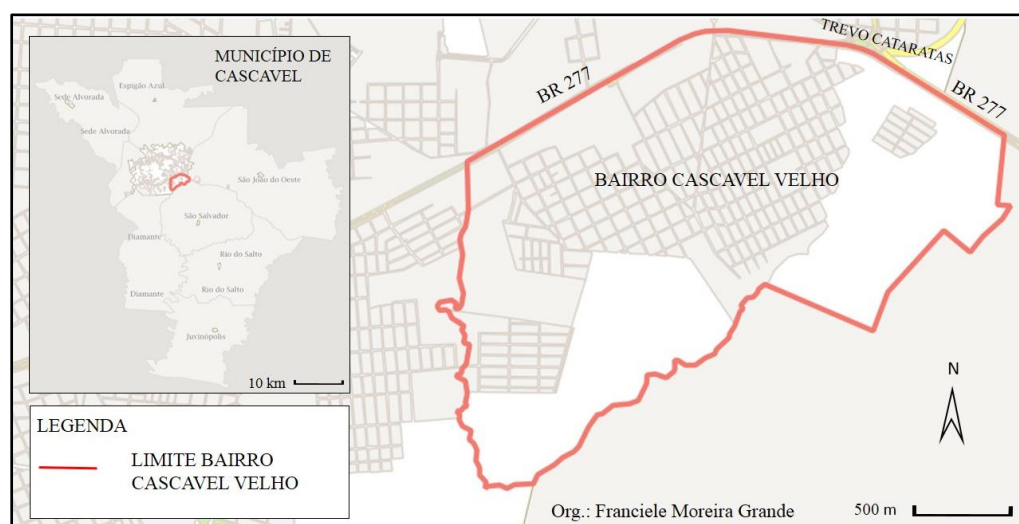 MUNICÍPIO DE
CASCAVEL
Espigão Azul
Sede Alvorada
Sede Alvorada
São João do Oeste
São Salvador
Diamante
Rio do Salto
Diamante
Rio do Salto
Juvinópolis
10 km
LEGENDA
LIMITE BAIRRO
CASCAVEL VELHO
TREVO CATARATAS
BR 277
BR 277
BAIRRO CASCAVEL VELHO
N
Org.: Franciele Moreira Grande
500 m